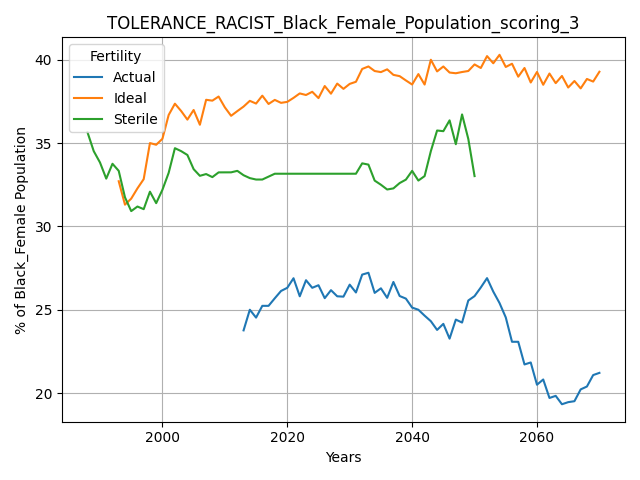 TOLERANCE_RACIST_Black_Female_Population_scoring_3
Fertility
Actual
Ideal
Sterile
% of Black_Female Population
40
35
30
25
20
2000
2020
2040
2060
Years